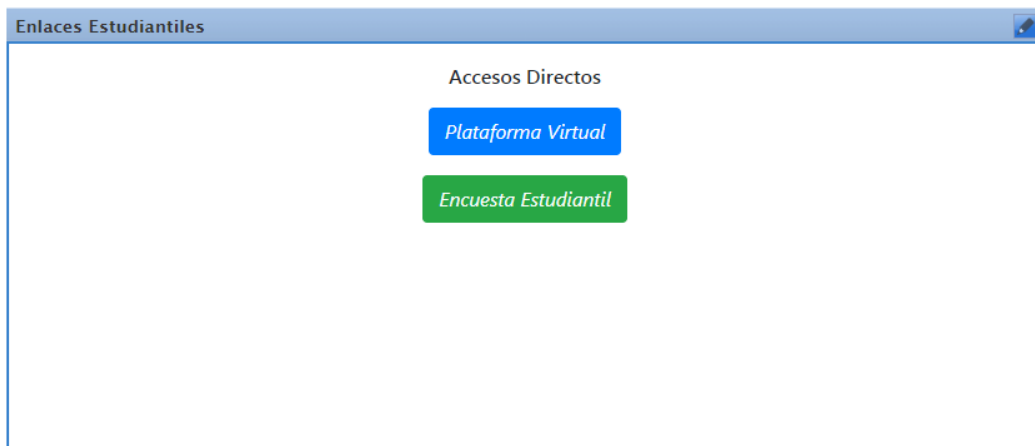 Enlaces Estudiantiles
Accesos Directos
Plataforma Virtual
Encuesta Estudiantil